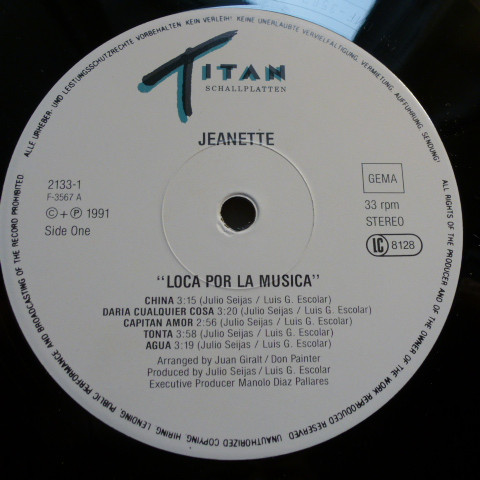 TITAN
SCHALLPLATTEN
JEANETTE
2133-1
F-3567 A
© + ℗ 1991
Side One
GEMA
33 rpm
STEREO
LC 8128
"LOCA POR LA MUSICA"
CHINA 3:15 (Julio Seijas / Luis G. Escolar)
DARIA CUALQUIER COSA 3:20 (Julio Seijas / Luis G. Escolar)
CAPITAN AMOR 2:56 (Julio Seijas / Luis G. Escolar)
TONTA 3:58 (Julio Seijas / Luis G. Escolar)
AGUA 3:19 (Julio Seijas / Luis G. Escolar)
Arranged by Juan Giralt / Don Painter
Produced by Julio Seijas / Luis G. Escolar
Executive Producer Manolo Diaz Pallares
ALLE URHEBER- UND LEISTUNGSSCHUTZRECHTE VORBEHALTEN KEIN VERLEIH! KEINE UNERLAUBTE VERVIELFÄLTIGUNG, VERMIETUNG, AUFFÜHRUNG, SENDUNG!
ALL RIGHTS OF THE PRODUCER AND OF THE OWNER OF THE WORK REPRODUCED RESERVED. UNAUTHORIZED COPYING, HIRING, LENDING, PUBLIC PERFORMANCE AND BROADCASTING OF THE RECORD PROHIBITED